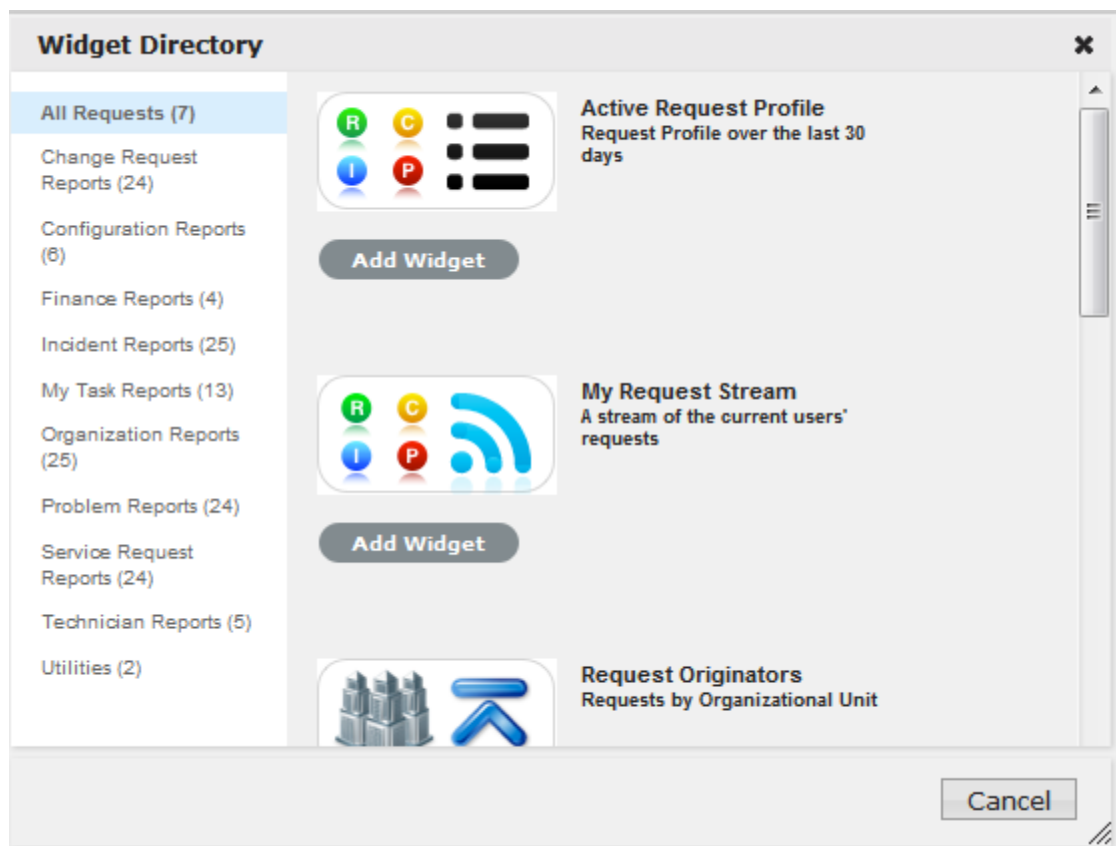 Widget Directory
All Requests (7)
Change Request
Reports (24)
Configuration Reports
(6)
Finance Reports (4)
Incident Reports (25)
My Task Reports (13)
Organization Reports
(25)
Problem Reports (24)
Service Request
Reports (24)
Technician Reports (5)
Utilities (2)
R C
I P
Active Request Profile
Request Profile over the last 30
days
Add Widget
R C
I P
My Request Stream
A stream of the current users'
requests
Add Widget
Request Originators
Requests by Organizational Unit
Cancel